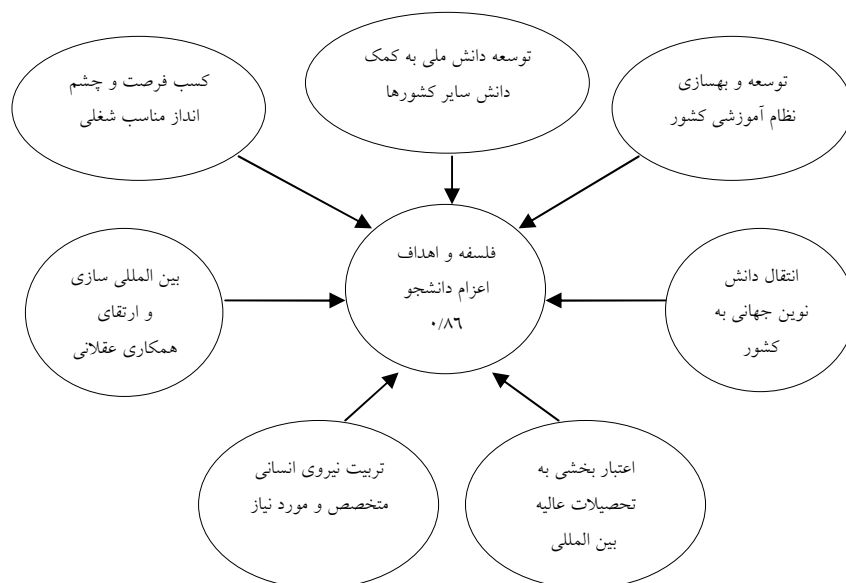 توسعه دانش ملی به کمک
دانش سایر کشورها
توسعه و بهسازی
نظام آموزشی کشور
کسب فرصت و چشم
انداز مناسب شغلی
فلسفه و اهداف
اعزام دانشجو
۰/۸٦
انتقال دانش
نوین جهانی به
کشور
بین المللی سازی
و ارتقای
همکاری عقلانی
اعتبار بخشی به
تحصیلات عالیه
بین المللی
تربیت نیروی انسانی
متخصص و مورد نیاز